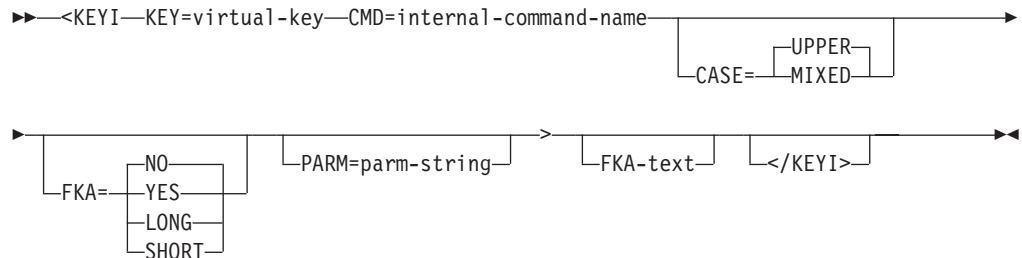 <KEYI KEY=virtual-key CMD=internal-command-name
UPPER
CASE= MIXED
>
NO PARM=parm-string FKA-text </KEYI>
FKA= YES
LONG
SHORT